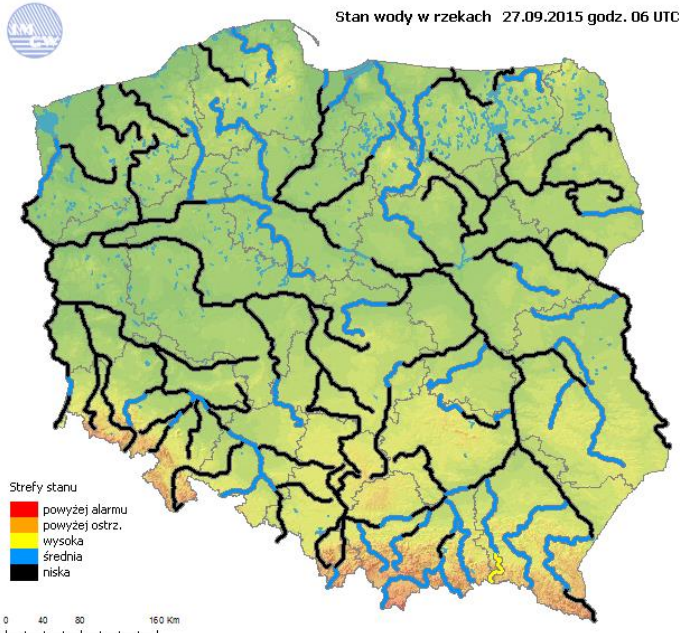 Stan wody w rzekach 27.09.2015 godz. 06 UTC
Strefy stanu
powyżej alarmu
powyżej ostrz.
wysoka
średnia
niska
0 40 80 160 Km